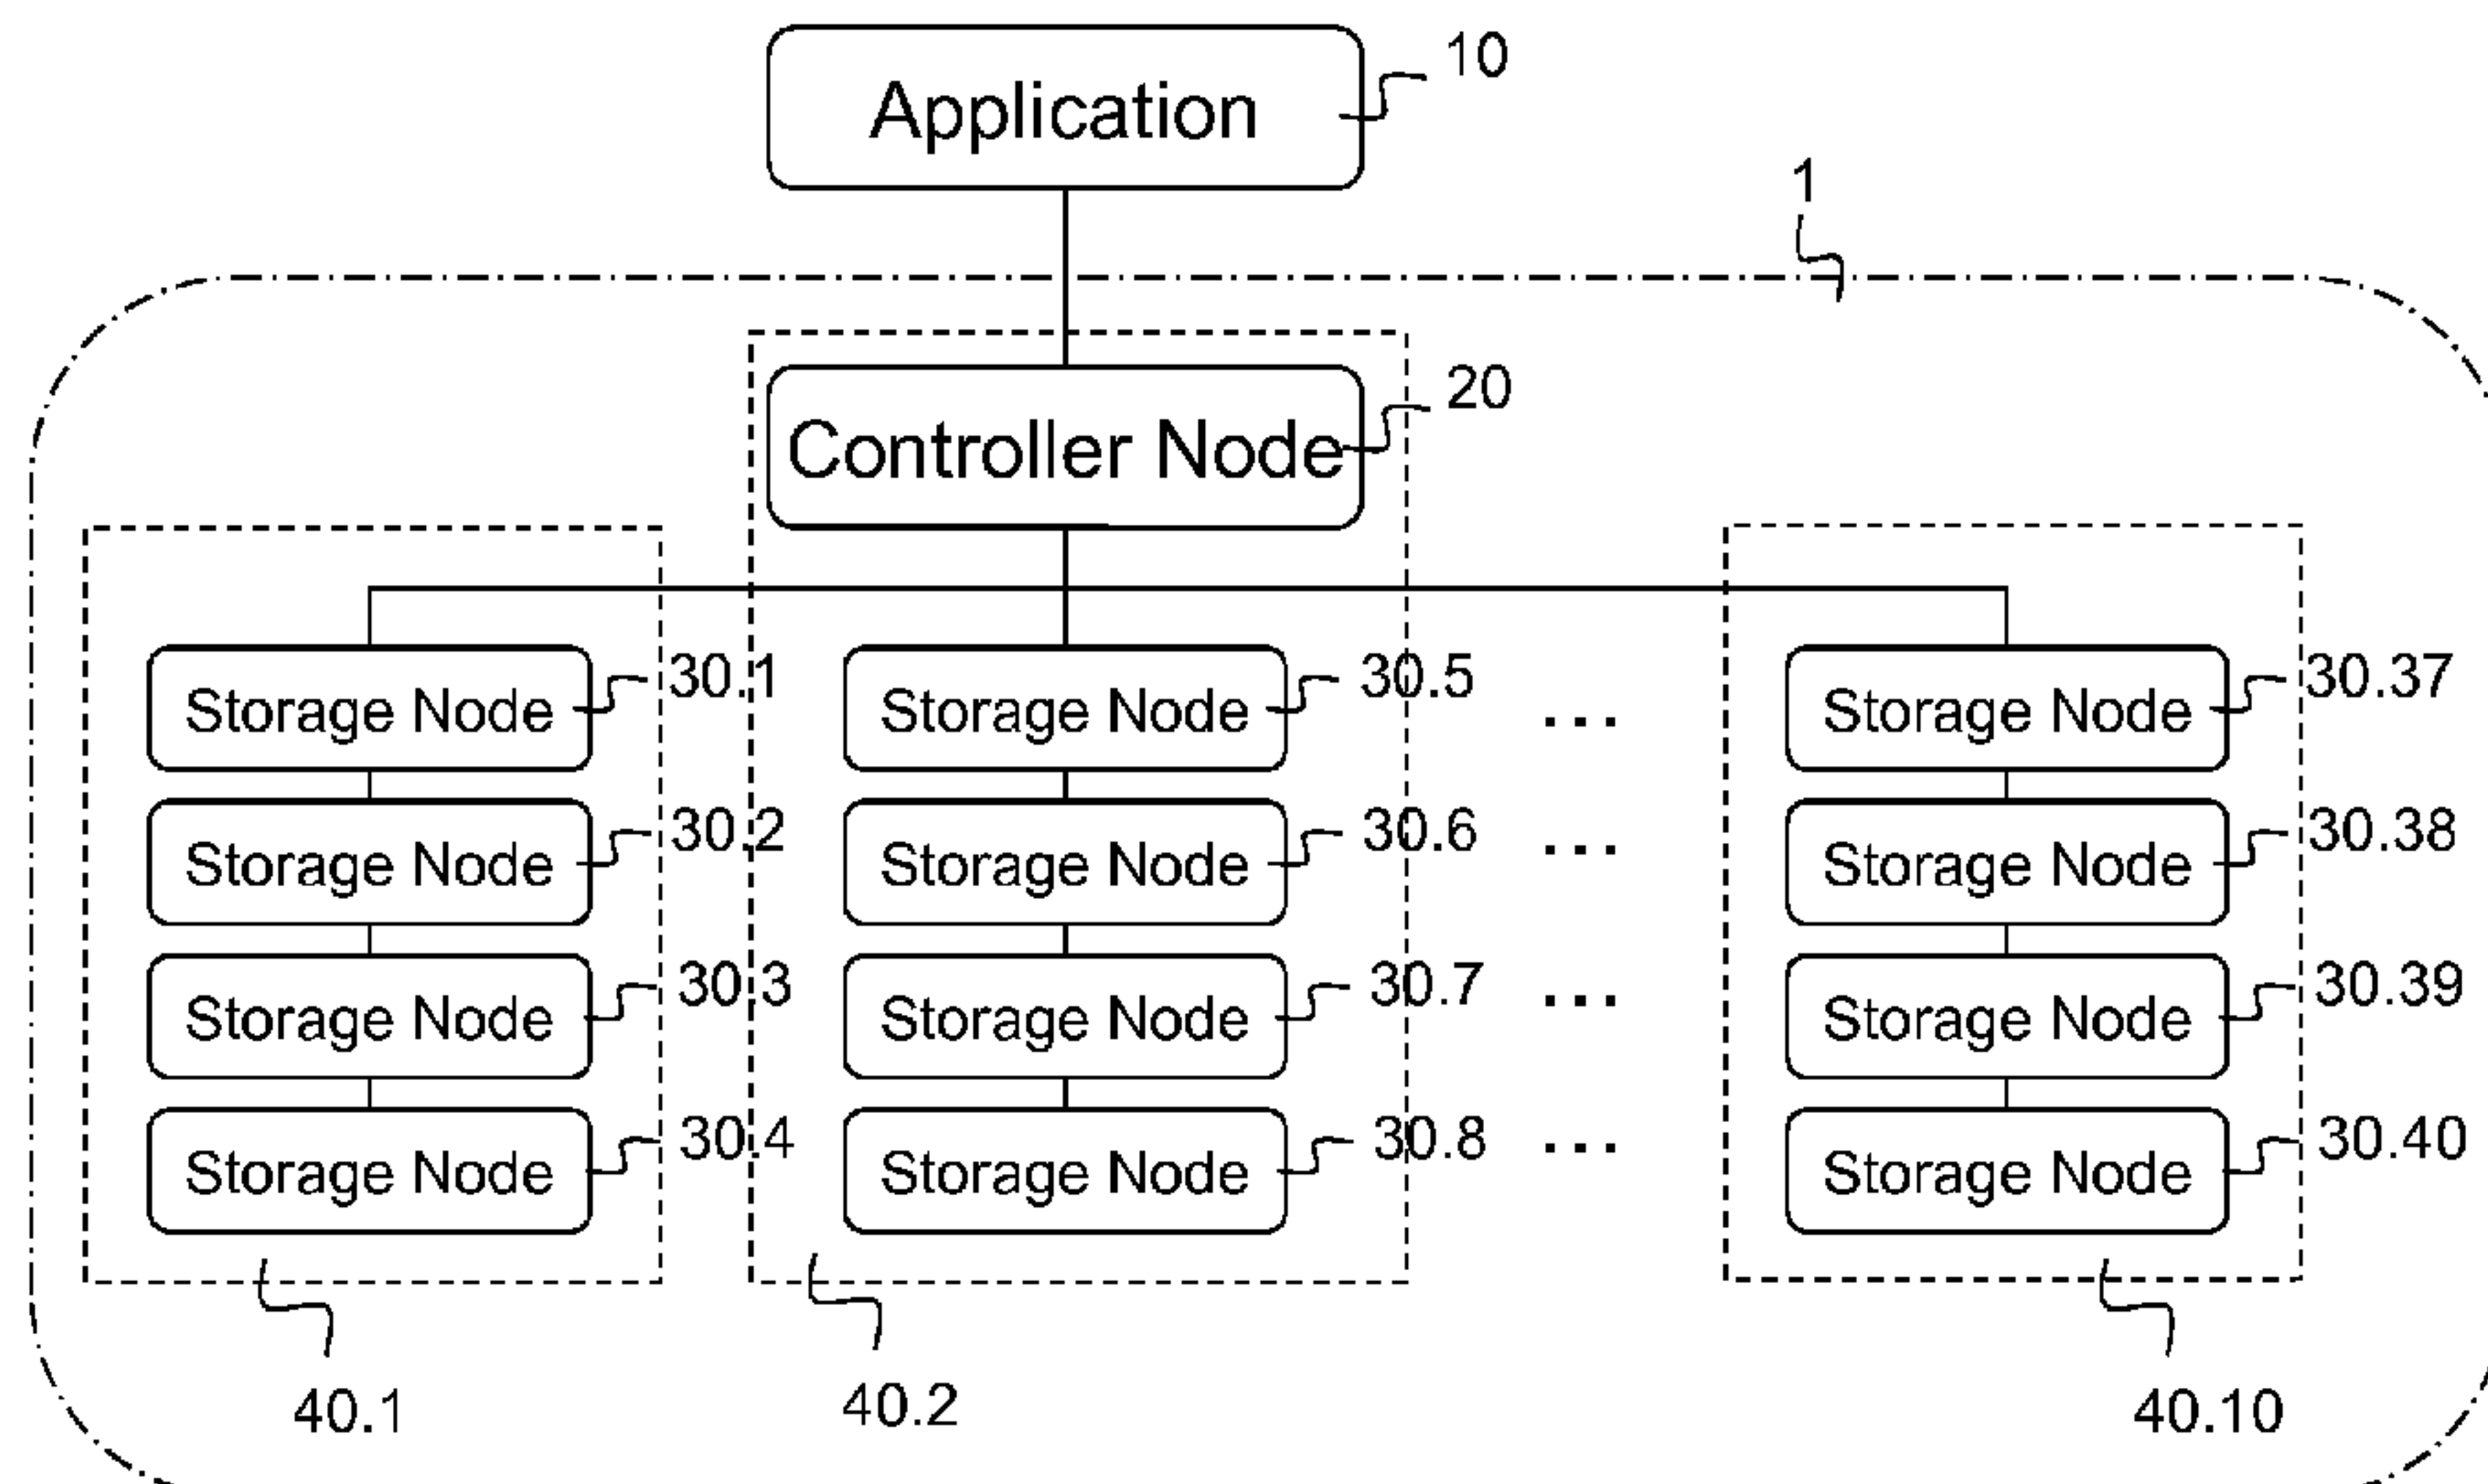 Application
10
1
Controller Node
20
Storage Node 30.1 Storage Node 30.5 ... Storage Node 30.37
Storage Node 30.2 Storage Node 30.6 ... Storage Node 30.38
Storage Node 30.3 Storage Node 30.7 ... Storage Node 30.39
Storage Node 30.4 Storage Node 30.8 ... Storage Node 30.40
40.1 40.2 40.10